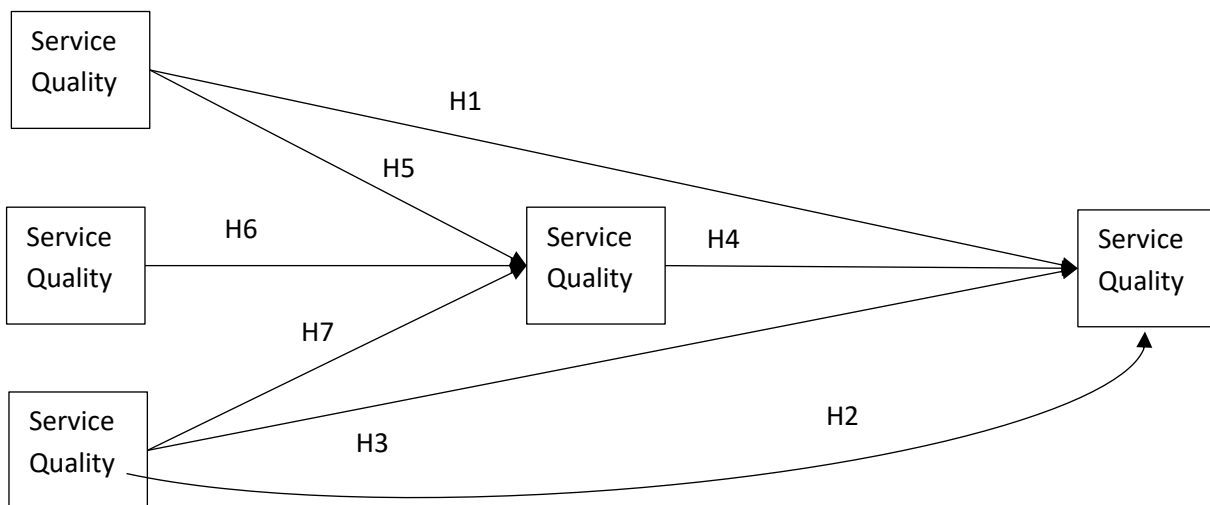 Service
Quality
H1
H5
Service
Quality
H6
Service
Quality
H4
Service
Quality
H7
Service
Quality
H3
H2